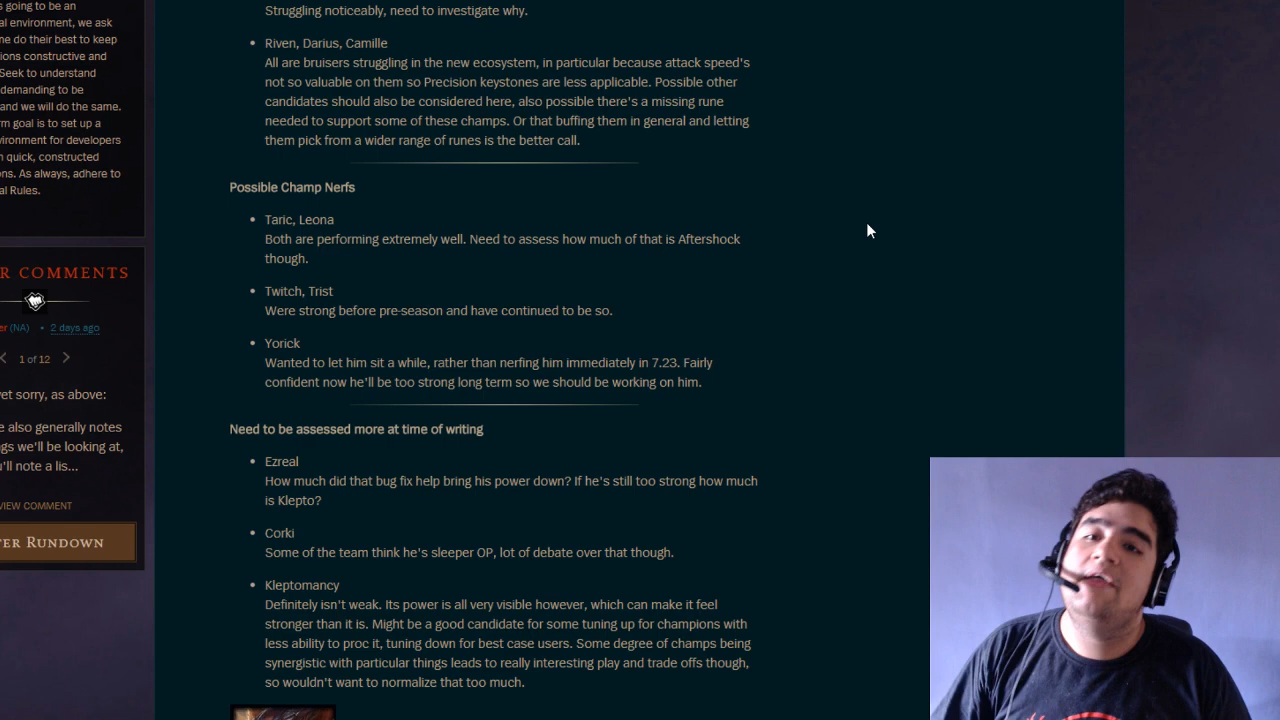 s going to be an
al environment, we ask
me do their best to keep
ions constructive and
Seek to understand
demanding to be
and we will do the same.
rm goal is to set up a
vironment for developers
n quick, constructed
ons. As always, adhere to
al Rules.
R COMMENTS
er (NA) • 2 days ago
1 of 12
yet sorry, as above:
e also generally notes
ngs we'll be looking at,
u'll note a lis...
VIEW COMMENT
TER RUNDOWN
Struggling noticeably, need to investigate why.
• Riven, Darius, Camille
All are bruisers struggling in the new ecosystem, in particular because attack speed's
not so valuable on them so Precision keystones are less applicable. Possible other
candidates should also be considered here, also possible there's a missing rune
needed to support some of these champs. Or that buffing them in general and letting
them pick from a wider range of runes is the better call.
Possible Champ Nerfs
• Taric, Leona
Both are performing extremely well. Need to assess how much of that is Aftershock
though.
• Twitch, Trist
Were strong before pre-season and have continued to be so.
• Yorick
Wanted to let him sit a while, rather than nerfing him immediately in 7.23. Fairly
confident now he'll be too strong long term so we should be working on him.
Need to be assessed more at time of writing
• Ezreal
How much did that bug fix help bring his power down? If he's still too strong how much
is Klepto?
• Corki
Some of the team think he's sleeper OP, lot of debate over that though.
• Kleptomancy
Definitely isn't weak. Its power is all very visible however, which can make it feel
stronger than it is. Might be a good candidate for some tuning up for champions with
less ability to proc it, tuning down for best case users. Some degree of champs being
synergistic with particular things leads to really interesting play and trade offs though,
so wouldn't want to normalize that too much.